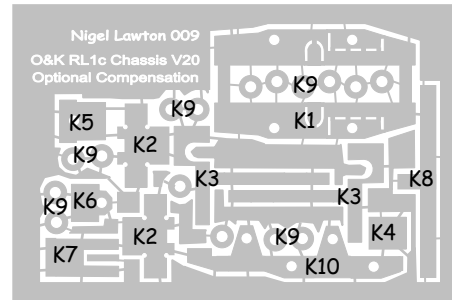 Nigel Lawton 009
O&K RL1c Chassis V20
Optional Compensation
K9
K9
K5
K1
K2
K9
K3
K8
K6
K3
K9
K2
K9
K4
K7
K10